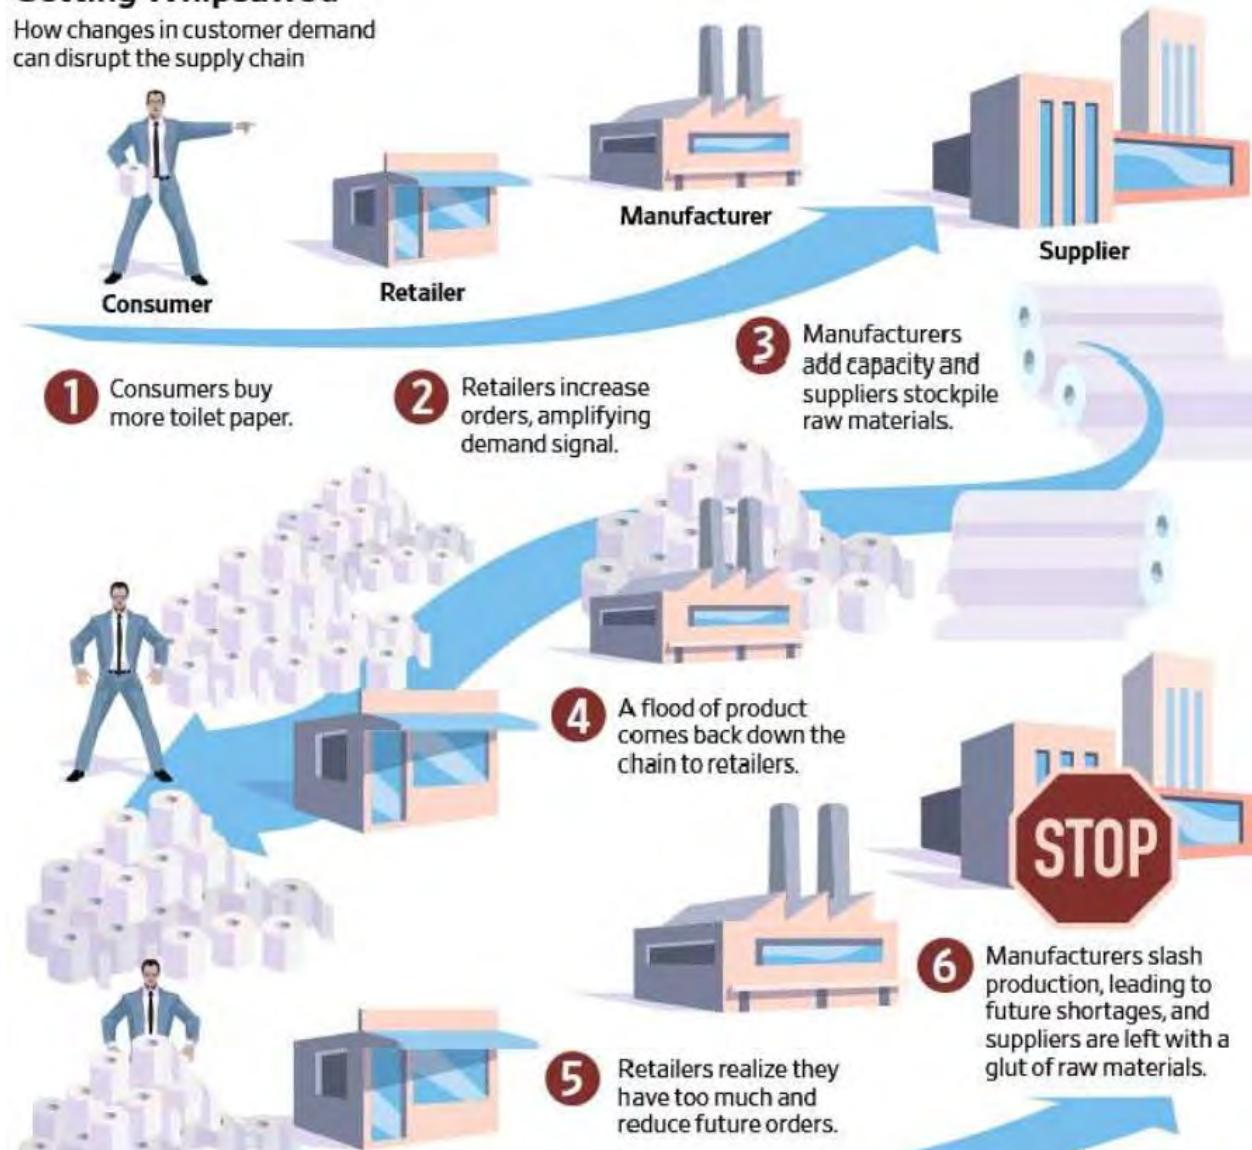 Getting Whipsawed
How changes in customer demand
can disrupt the supply chain
Consumer
Retailer
Manufacturer
Supplier
1
Consumers buy
more toilet paper.
2
Retailers increase
orders, amplifying
demand signal.
3
Manufacturers
add capacity and
suppliers stockpile
raw materials.
4
A flood of product
comes back down the
chain to retailers.
STOP
5
Retailers realize they
have too much and
reduce future orders.
6
Manufacturers slash
production, leading to
future shortages, and
suppliers are left with a
glut of raw materials.